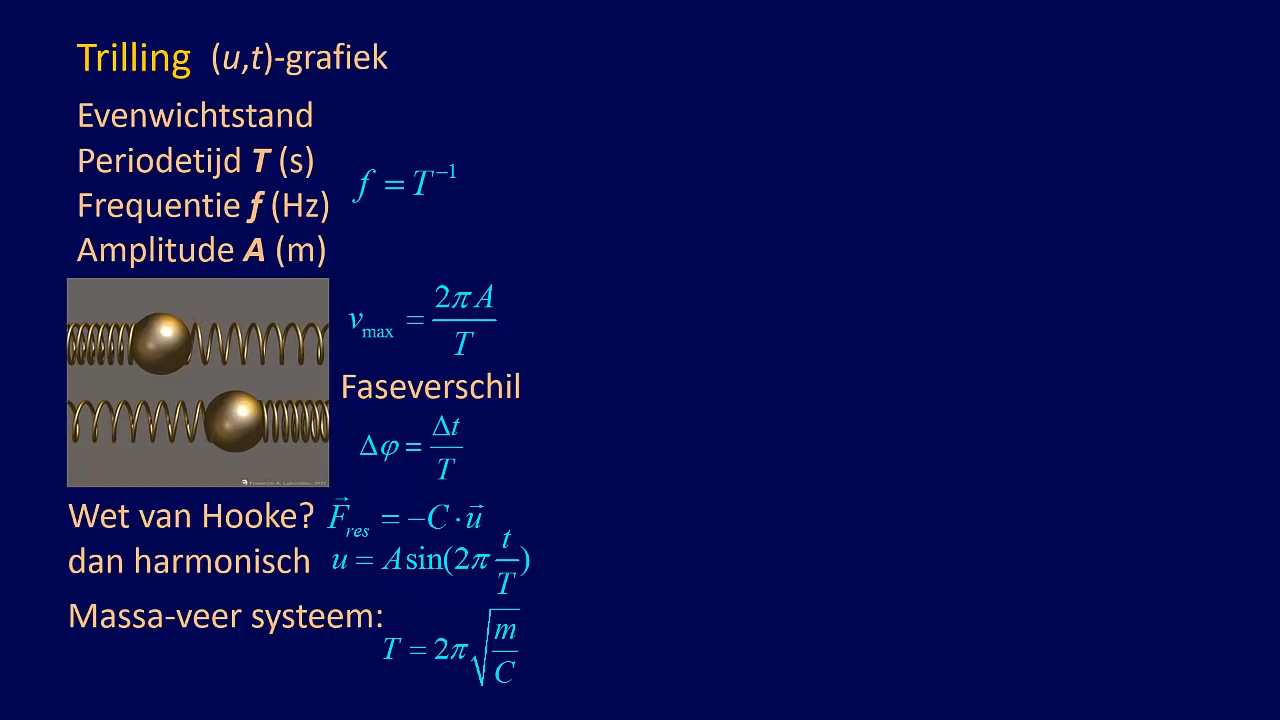 Trilling (u,t)-grafiek
Evenwichtstand
Periodetijd T (s)
f = T⁻¹
Frequentie f (Hz)
Amplitude A (m)
v_max = 2πA / T
Faseverschil
Δφ = Δt / T
Wet van Hooke? F⃗_res = −C · u⃗
dan harmonisch u = A sin(2π t/T)
Massa-veer systeem:
T = 2π√(m/C)